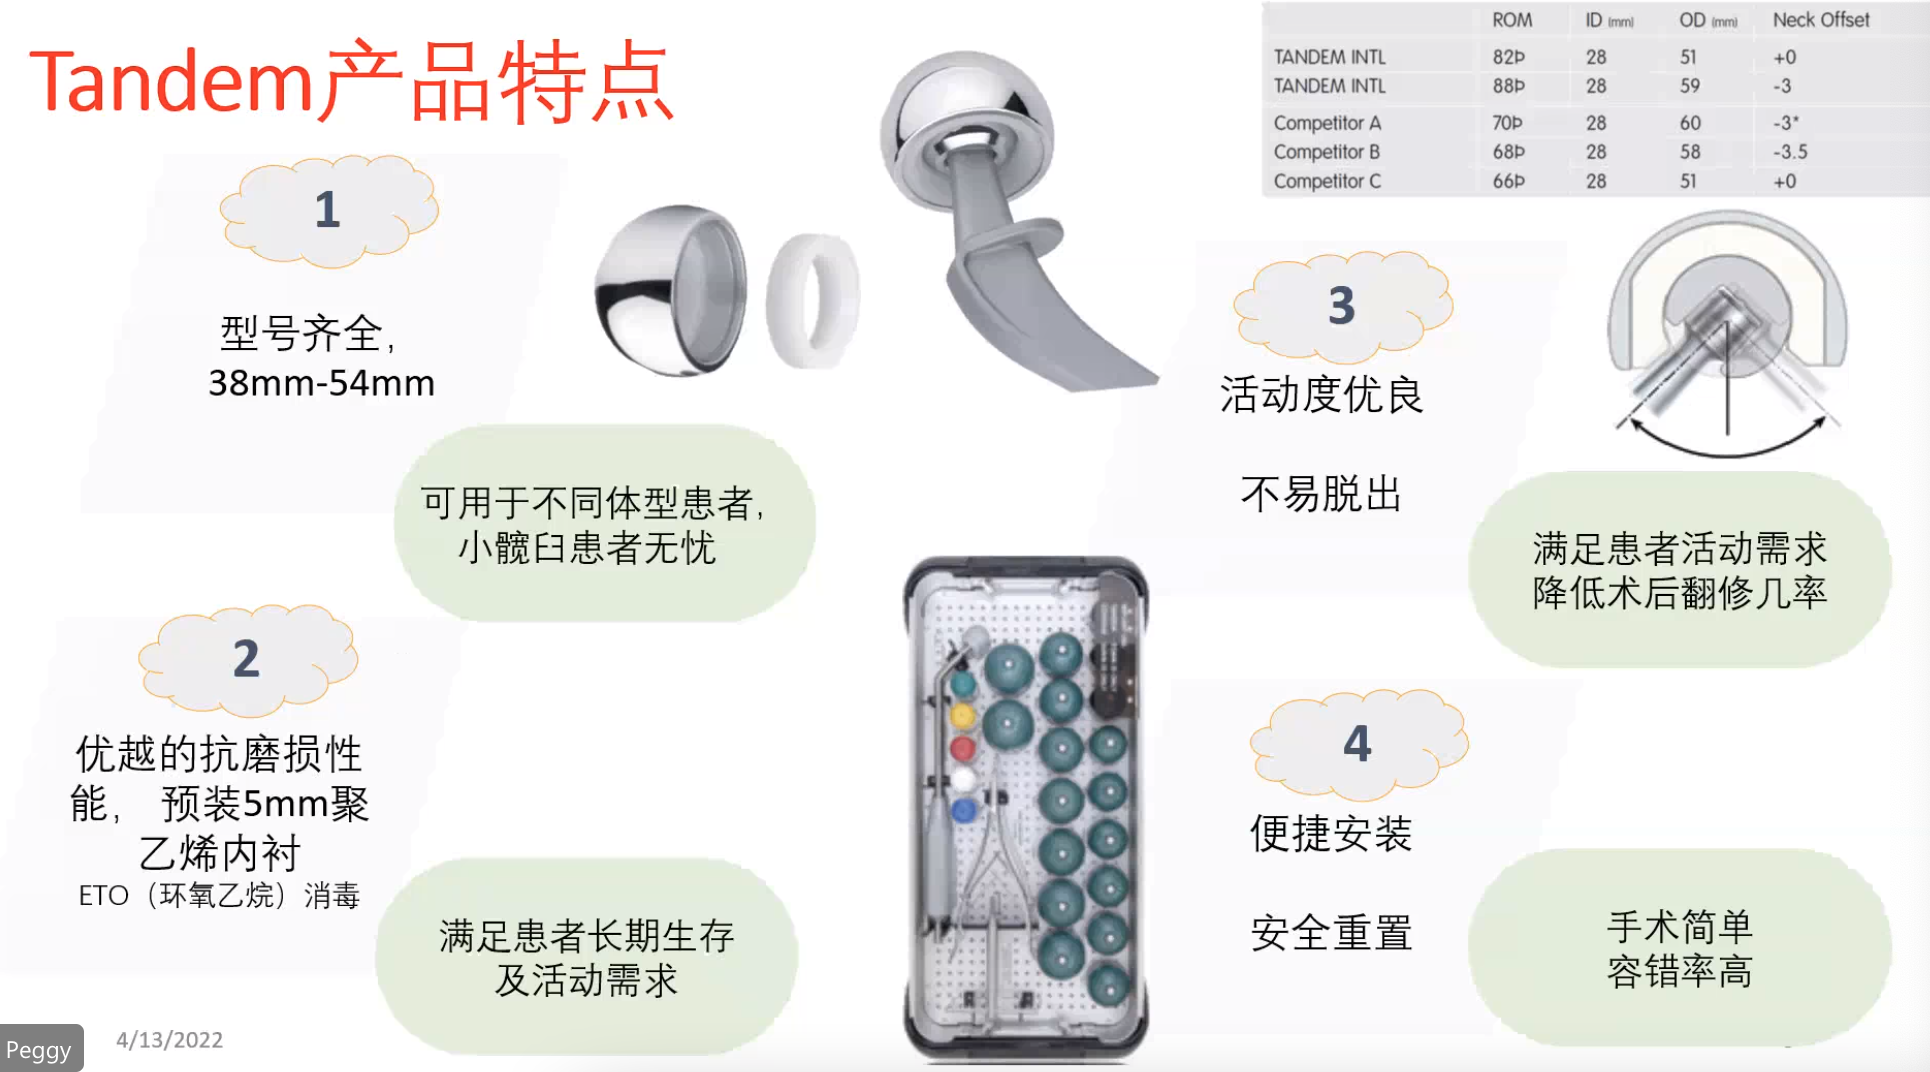 Tandem产品特点
ROM ID (mm) OD (mm) Neck Offset
TANDEM INTL 82Þ 28 51 +0
TANDEM INTL 88Þ 28 59 -3
Competitor A 70Þ 28 60 -3*
Competitor B 68Þ 28 58 -3.5
Competitor C 66Þ 28 51 +0
1
型号齐全，
38mm-54mm
可用于不同体型患者，
小髋臼患者无忧
2
优越的抗磨损性
能， 预装5mm聚
乙烯内衬
ETO（环氧乙烷）消毒
满足患者长期生存
及活动需求
3
活动度优良
不易脱出
满足患者活动需求
降低术后翻修几率
4
便捷安装
安全重置
手术简单
容错率高
4/13/2022
Peggy